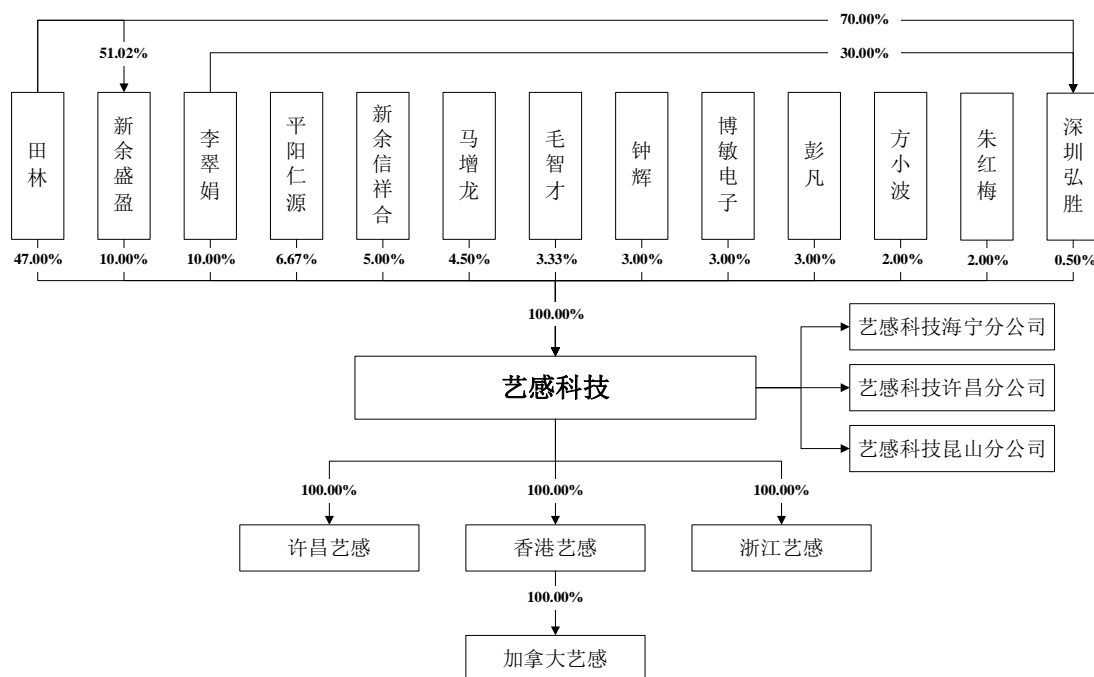 70.00%
51.02%
30.00%
田林
新余盛盈
李翠娟
平阳仁源
新余信祥合
马增龙
毛智才
钟辉
博敏电子
彭凡
方小波
朱红梅
深圳弘胜
47.00%
10.00%
10.00%
6.67%
5.00%
4.50%
3.33%
3.00%
3.00%
3.00%
2.00%
2.00%
0.50%
100.00%
艺感科技海宁分公司
艺感科技
艺感科技许昌分公司
艺感科技昆山分公司
100.00%
100.00%
100.00%
许昌艺感
香港艺感
浙江艺感
100.00%
加拿大艺感